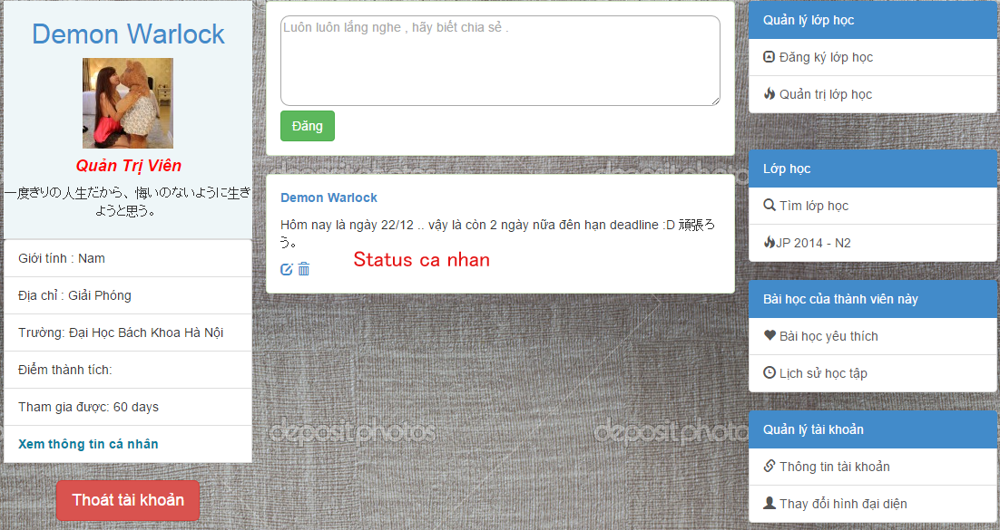 Demon Warlock
Quản Trị Viên
一度きりの人生だから、悔いのないように生き
ようと思う。
Giới tính : Nam
Địa chỉ : Giải Phóng
Trường: Đại Học Bách Khoa Hà Nội
Điểm thành tích:
Tham gia được: 60 days
Xem thông tin cá nhân
Thoát tài khoản
Luôn luôn lắng nghe , hãy biết chia sẻ .
Đăng
Demon Warlock
Hôm nay là ngày 22/12 .. vậy là còn 2 ngày nữa đên hạn deadline :D 頑張ろ
う。
Status ca nhan
depositphotos
depositphotos
depositphotos
depositphotos
Quản lý lớp học
Đăng ký lớp học
Quản trị lớp học
Lớp học
Tìm lớp học
JP 2014 - N2
Bài học của thành viên này
Bài học yêu thích
Lịch sử học tập
Quản lý tài khoản
Thông tin tài khoản
Thay đổi hình đại diện